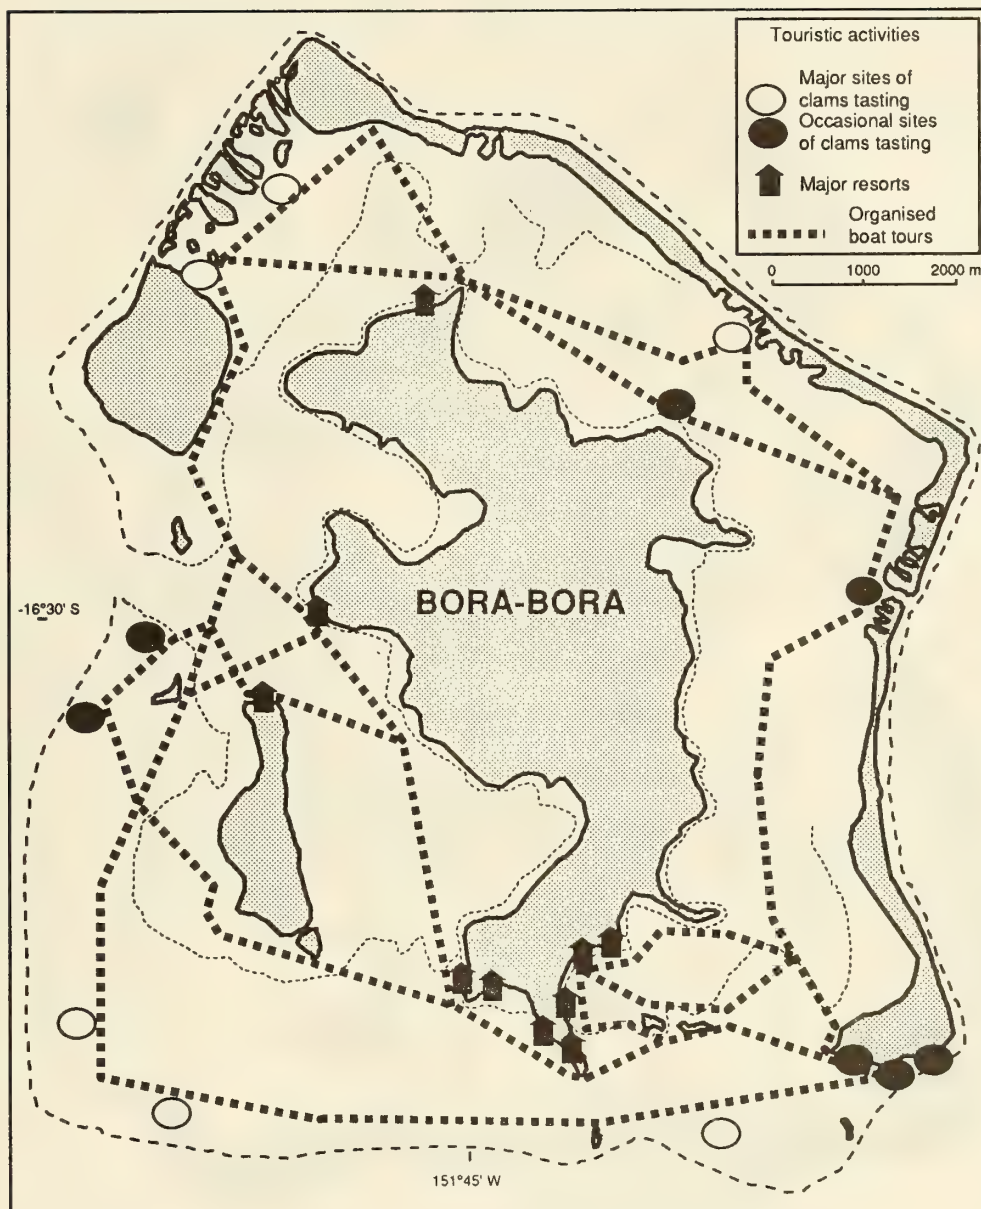 Touristic activities
Major sites of
clams tasting
Occasional sites
of clams tasting
Major resorts
Organised
boat tours
0 1000 2000 m
BORA-BORA
-16°30' S
151°45' W